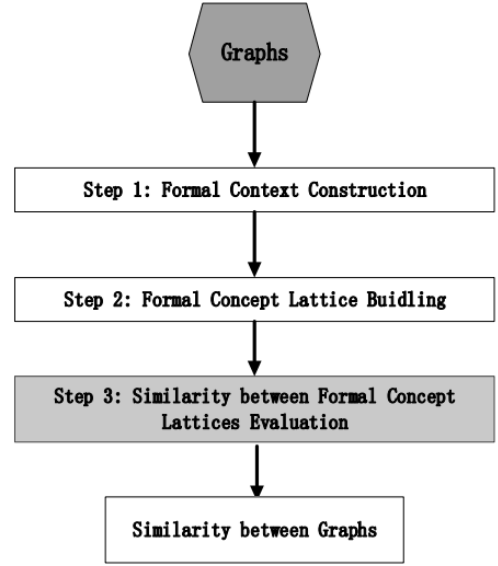 Graphs
Step 1: Formal Context Construction
Step 2: Formal Concept Lattice Buidling
Step 3: Similarity between Formal Concept
Lattices Evaluation
Similarity between Graphs